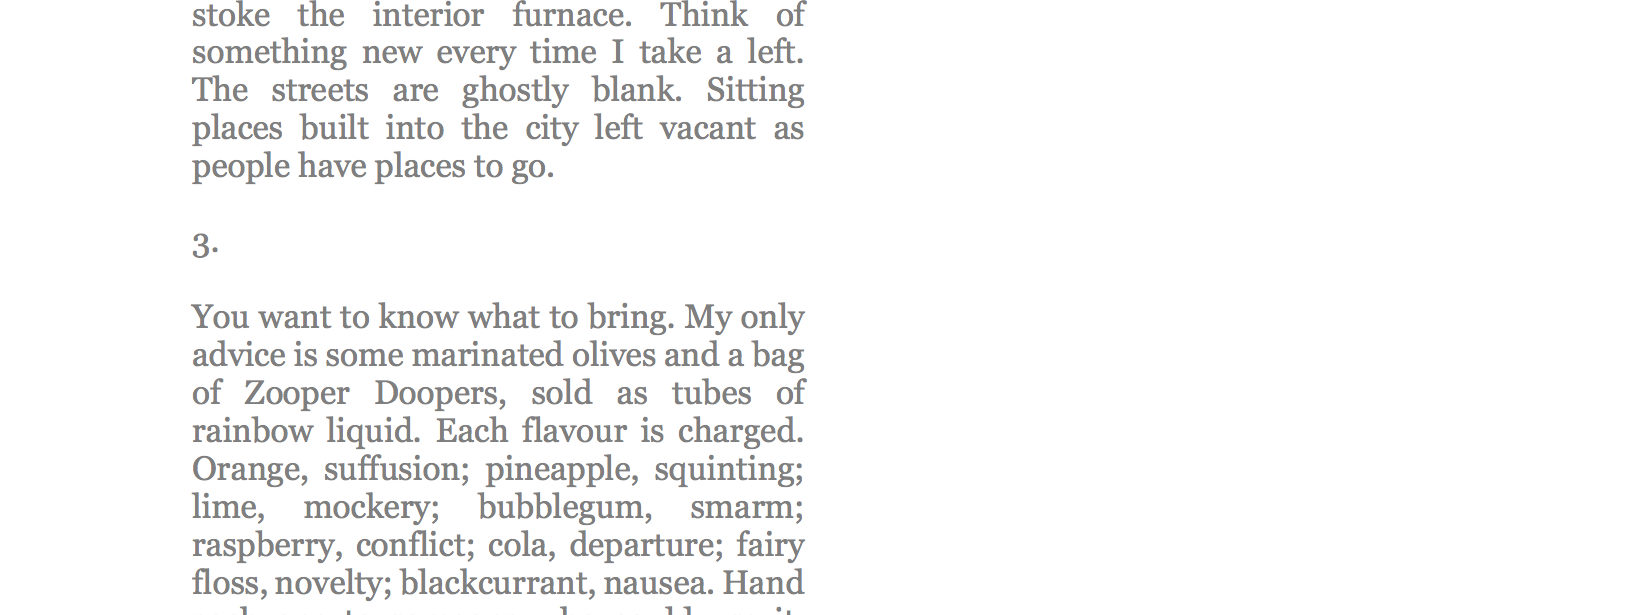 stoke the interior furnace. Think of
something new every time I take a left.
The streets are ghostly blank. Sitting
places built into the city left vacant as
people have places to go.
3.
You want to know what to bring. My only
advice is some marinated olives and a bag
of Zooper Doopers, sold as tubes of
rainbow liquid. Each flavour is charged.
Orange, suffusion; pineapple, squinting;
lime, mockery; bubblegum, smarm;
raspberry, conflict; cola, departure; fairy
floss, novelty; blackcurrant, nausea. Hand